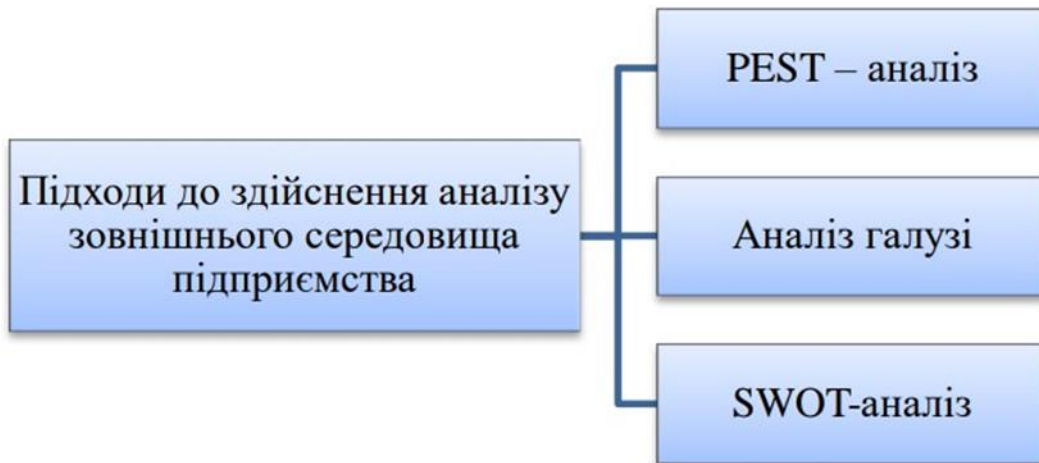 Підходи до здійснення аналізу
зовнішнього середовища
підприємства
PEST – аналіз
Аналіз галузі
SWOT-аналіз